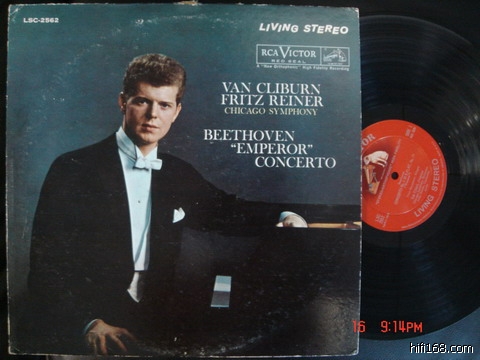 LSC-2562
LIVING STEREO
RCA VICTOR
RED SEAL
A "New Orthophonic" High Fidelity Recording
VAN CLIBURN
FRITZ REINER
CHICAGO SYMPHONY
BEETHOVEN
"EMPEROR"
CONCERTO
LIVING STEREO
16 9:14PM
hifi168.com